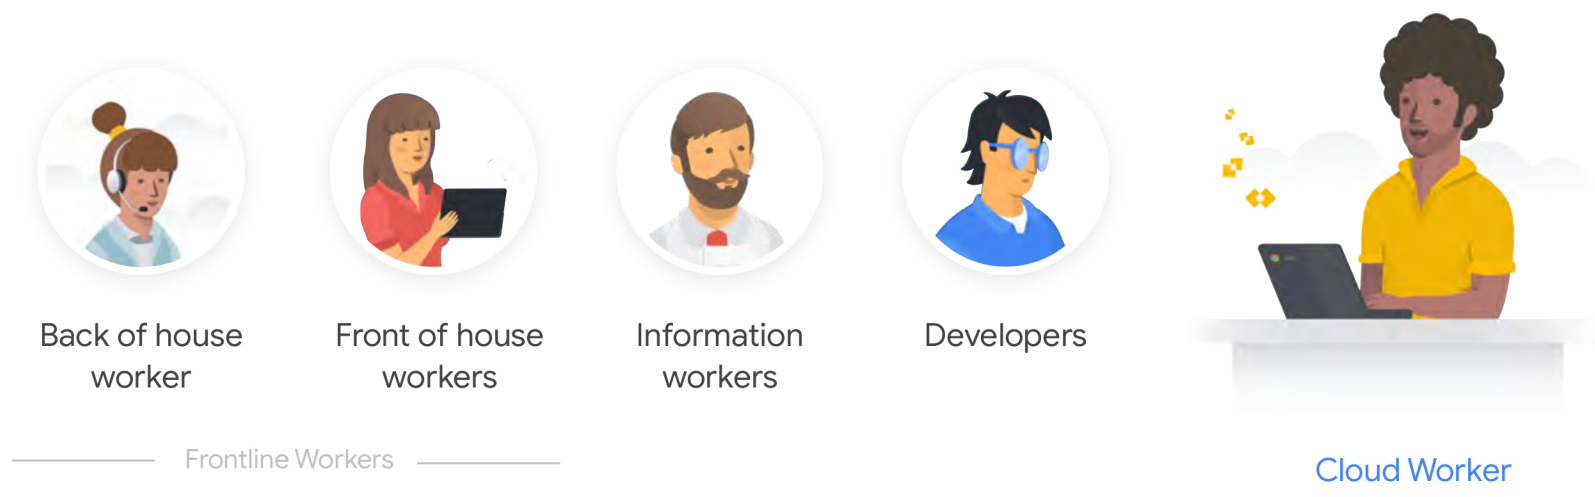 Back of house
worker
Front of house
workers
Information
workers
Developers
Frontline Workers
Cloud Worker